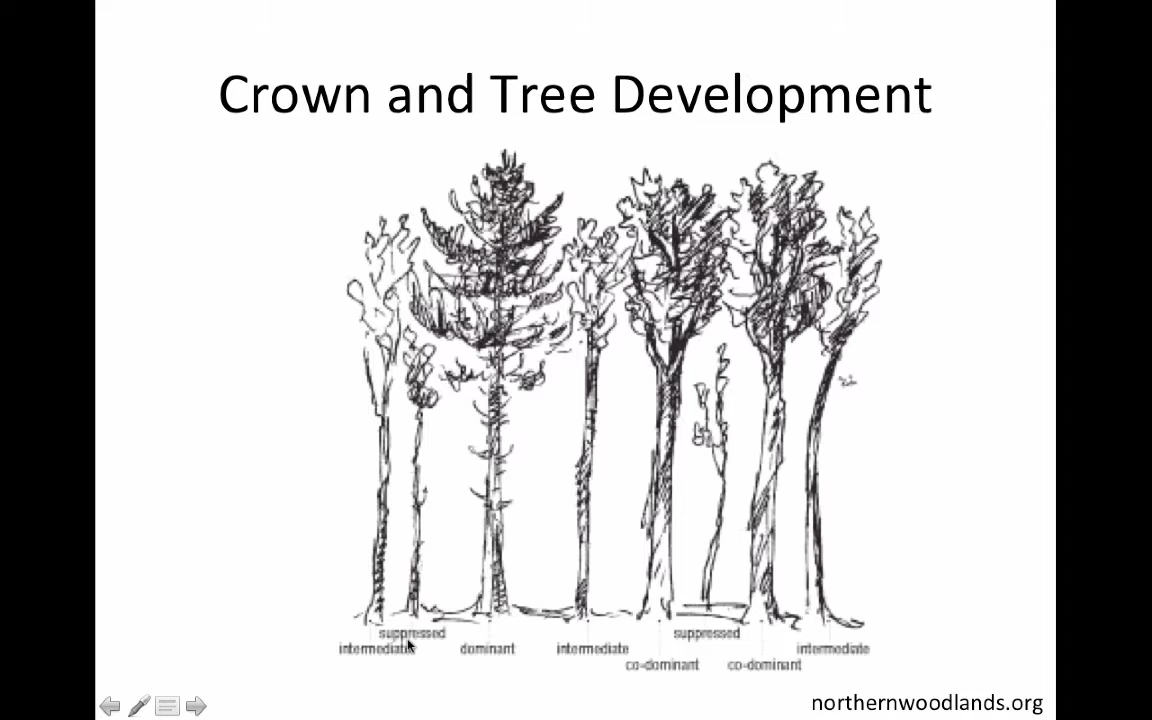 Crown and Tree Development
suppressed suppressed
intermediate dominant intermediate intermediate
co-dominant co-dominant
northernwoodlands.org